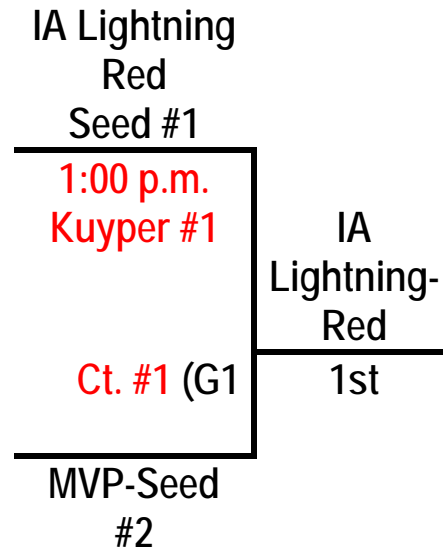 IA Lightning
Red
Seed #1
1:00 p.m.
Kuyper #1
IA
Lightning-
Red
Ct. #1 (G1
1st
MVP-Seed
#2